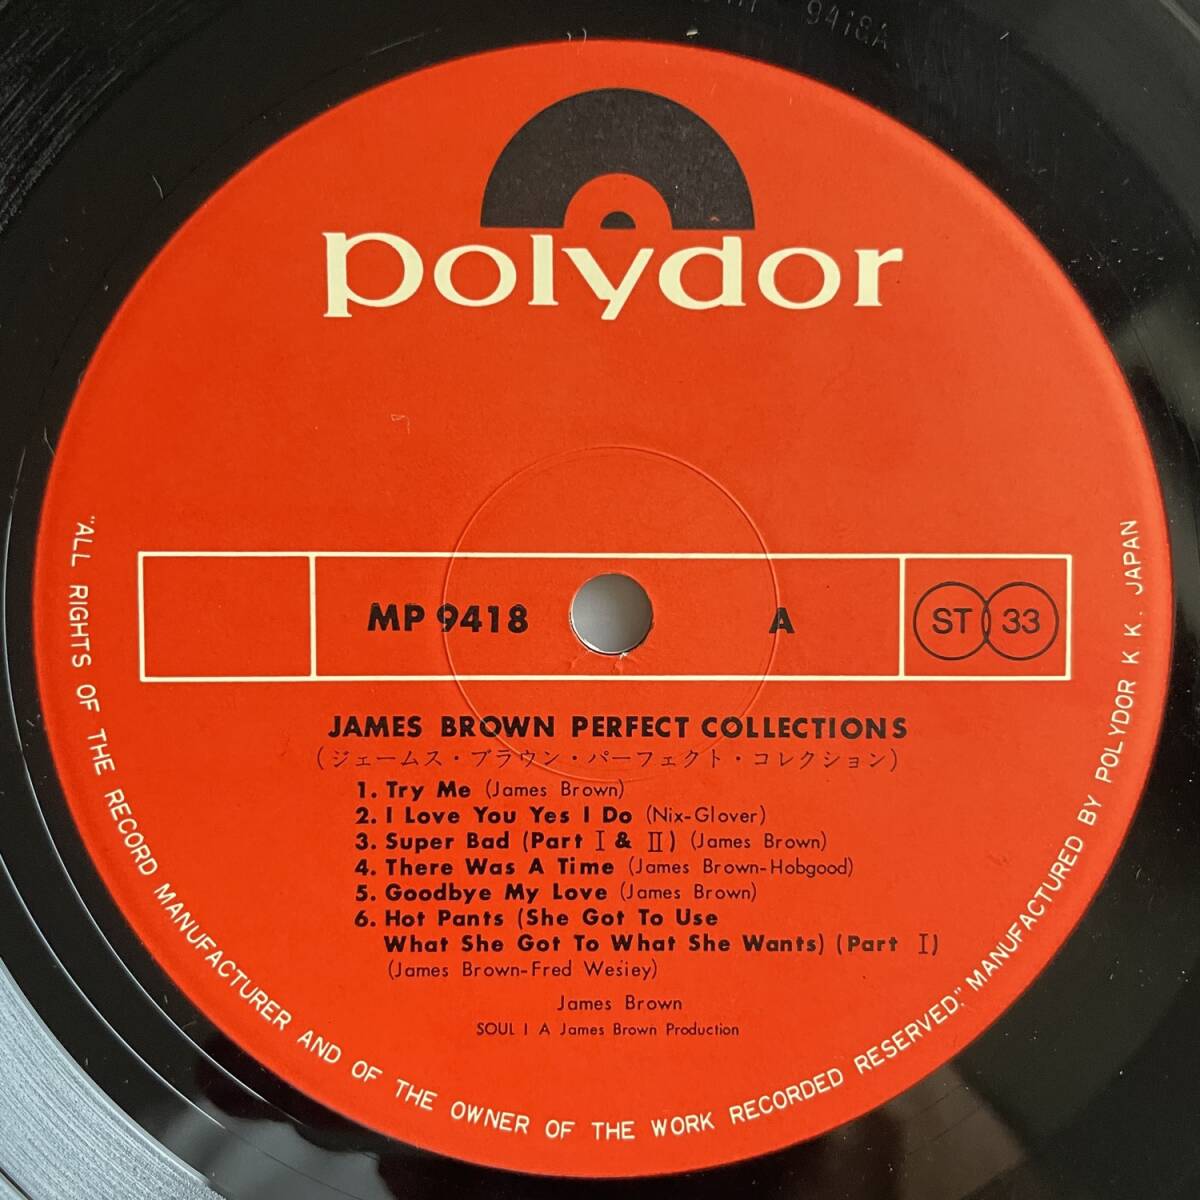 9418A
polydor
MP 9418 A ST 33
JAMES BROWN PERFECT COLLECTIONS
(ジェームス・ブラウン・パーフェクト・コレクション)
1. Try Me (James Brown)
2. I Love You Yes I Do (Nix-Glover)
3. Super Bad (Part I & II) (James Brown)
4. There Was A Time (James Brown-Hobgood)
5. Goodbye My Love (James Brown)
6. Hot Pants (She Got To Use
What She Got To What She Wants) (Part I)
(James Brown-Fred Wesiey)
James Brown
SOUL I A James Brown Production
"ALL RIGHTS OF THE RECORD MANUFACTURER AND OF THE OWNER OF THE WORK RECORDED RESERVED." MANUFACTURED BY POLYDOR K K. JAPAN